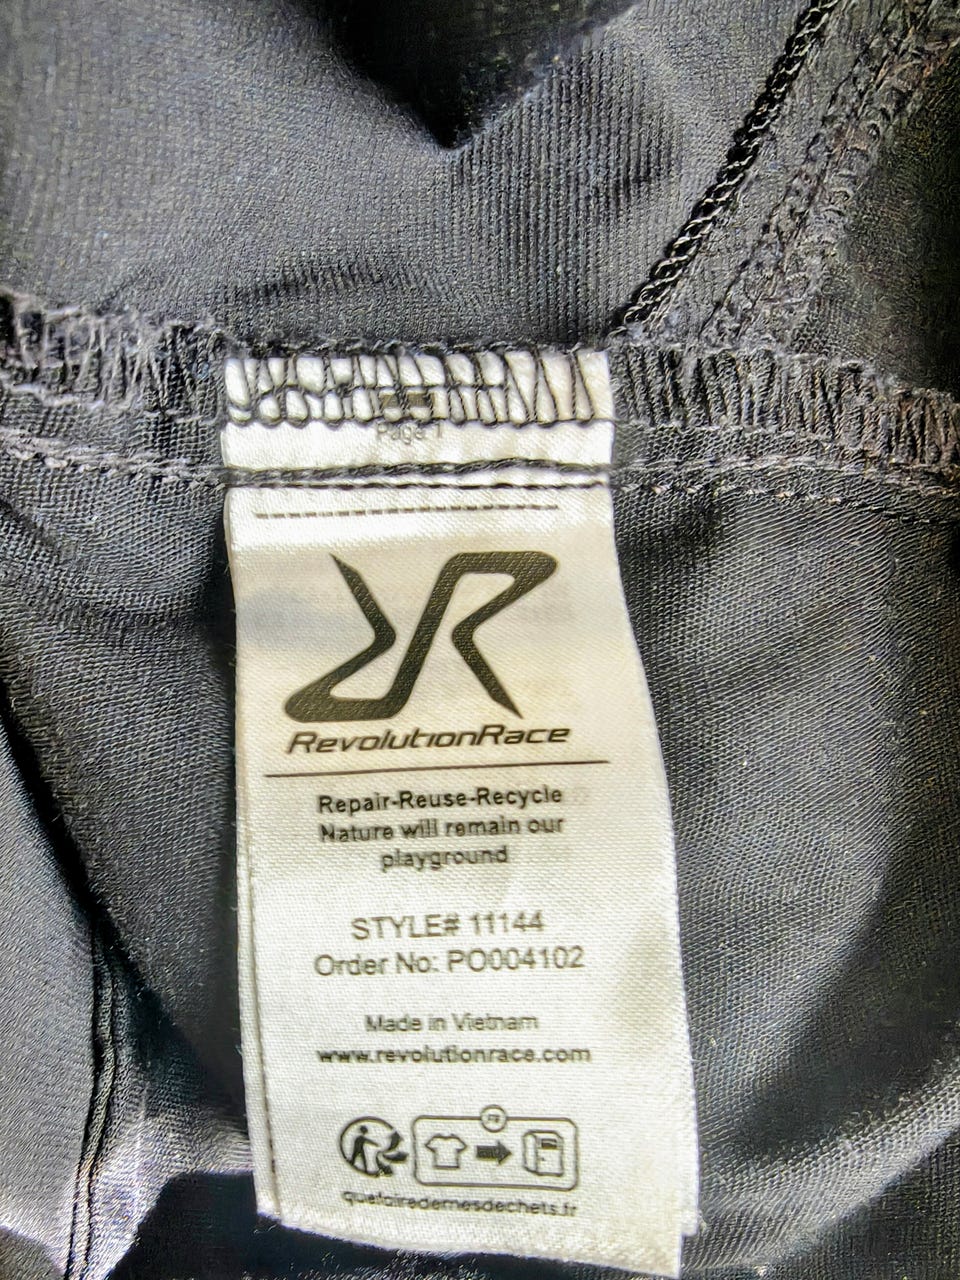 Page 1
RevolutionRace
Repair-Reuse-Recycle
Nature will remain our
playground
STYLE# 11144
Order No: PO004102
Made in Vietnam
www.revolutionrace.com
FR
quefairedemesdechets.fr